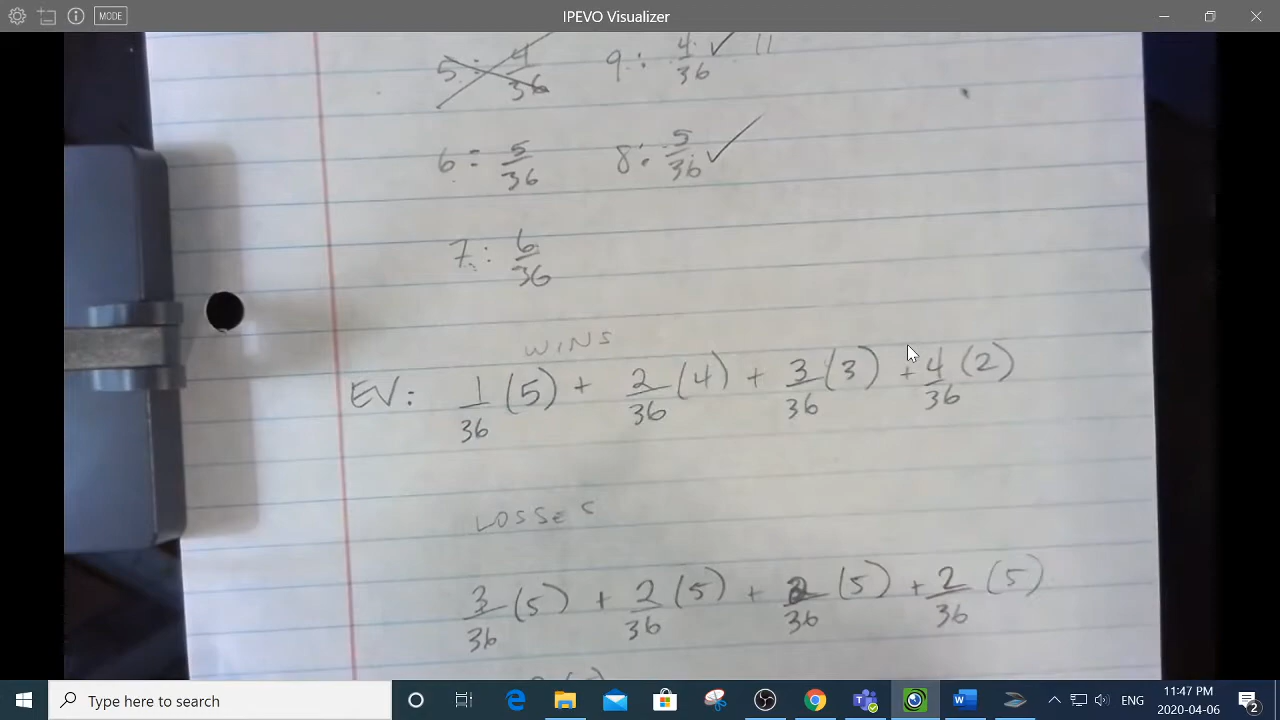 IPEVO Visualizer
MODE
5: 4/36 9: 4/36 ✓ 11
6: 5/36 8: 5/36 ✓
7: 6/36
WINS
EV: 1/36 (5) + 2/36 (4) + 3/36 (3) + 4/36 (2)
LOSSES
3/36 (5) + 2/36 (5) + 2/36 (5) + 2/36 (5)
Type here to search
ENG
11:47 PM
2020-04-06
2